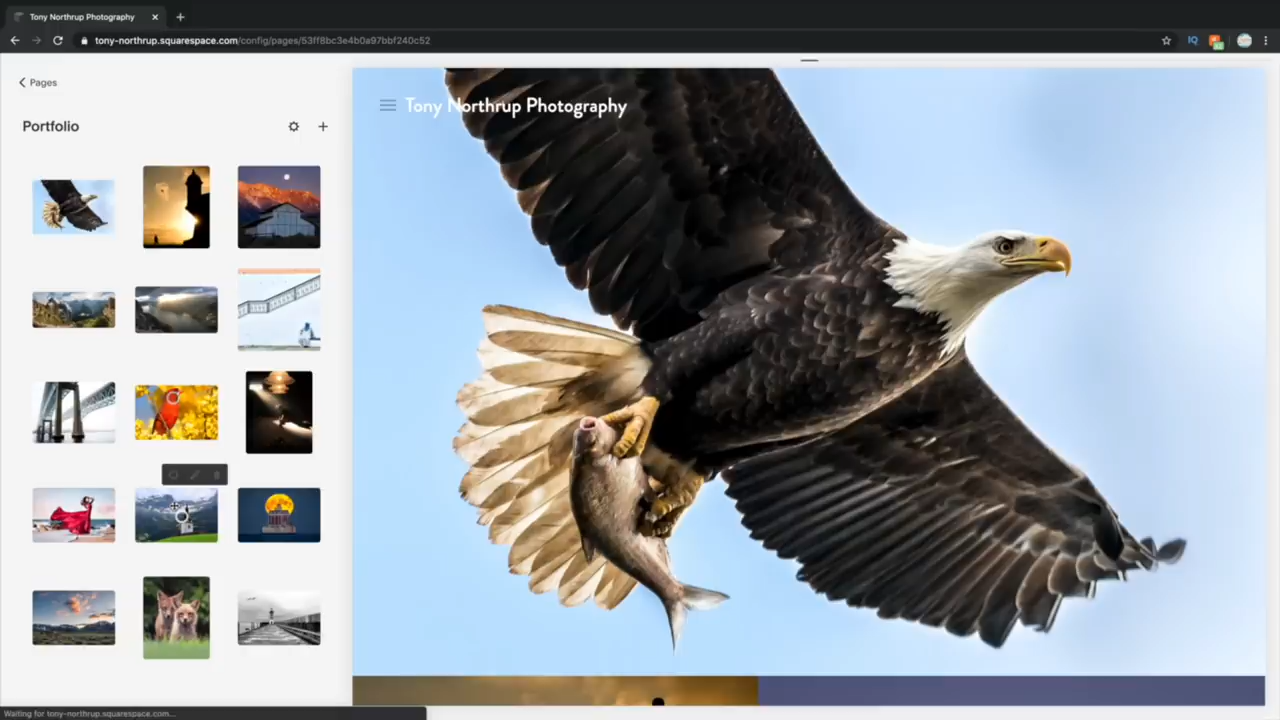 Tony Northrup Photography
tony-northrup.squarespace.com/config/pages/53ff8bc3e4b0a97bbf240c52
IQ
Pages
Portfolio
Tony Northrup Photography
Waiting for tony-northrup.squarespace.com...